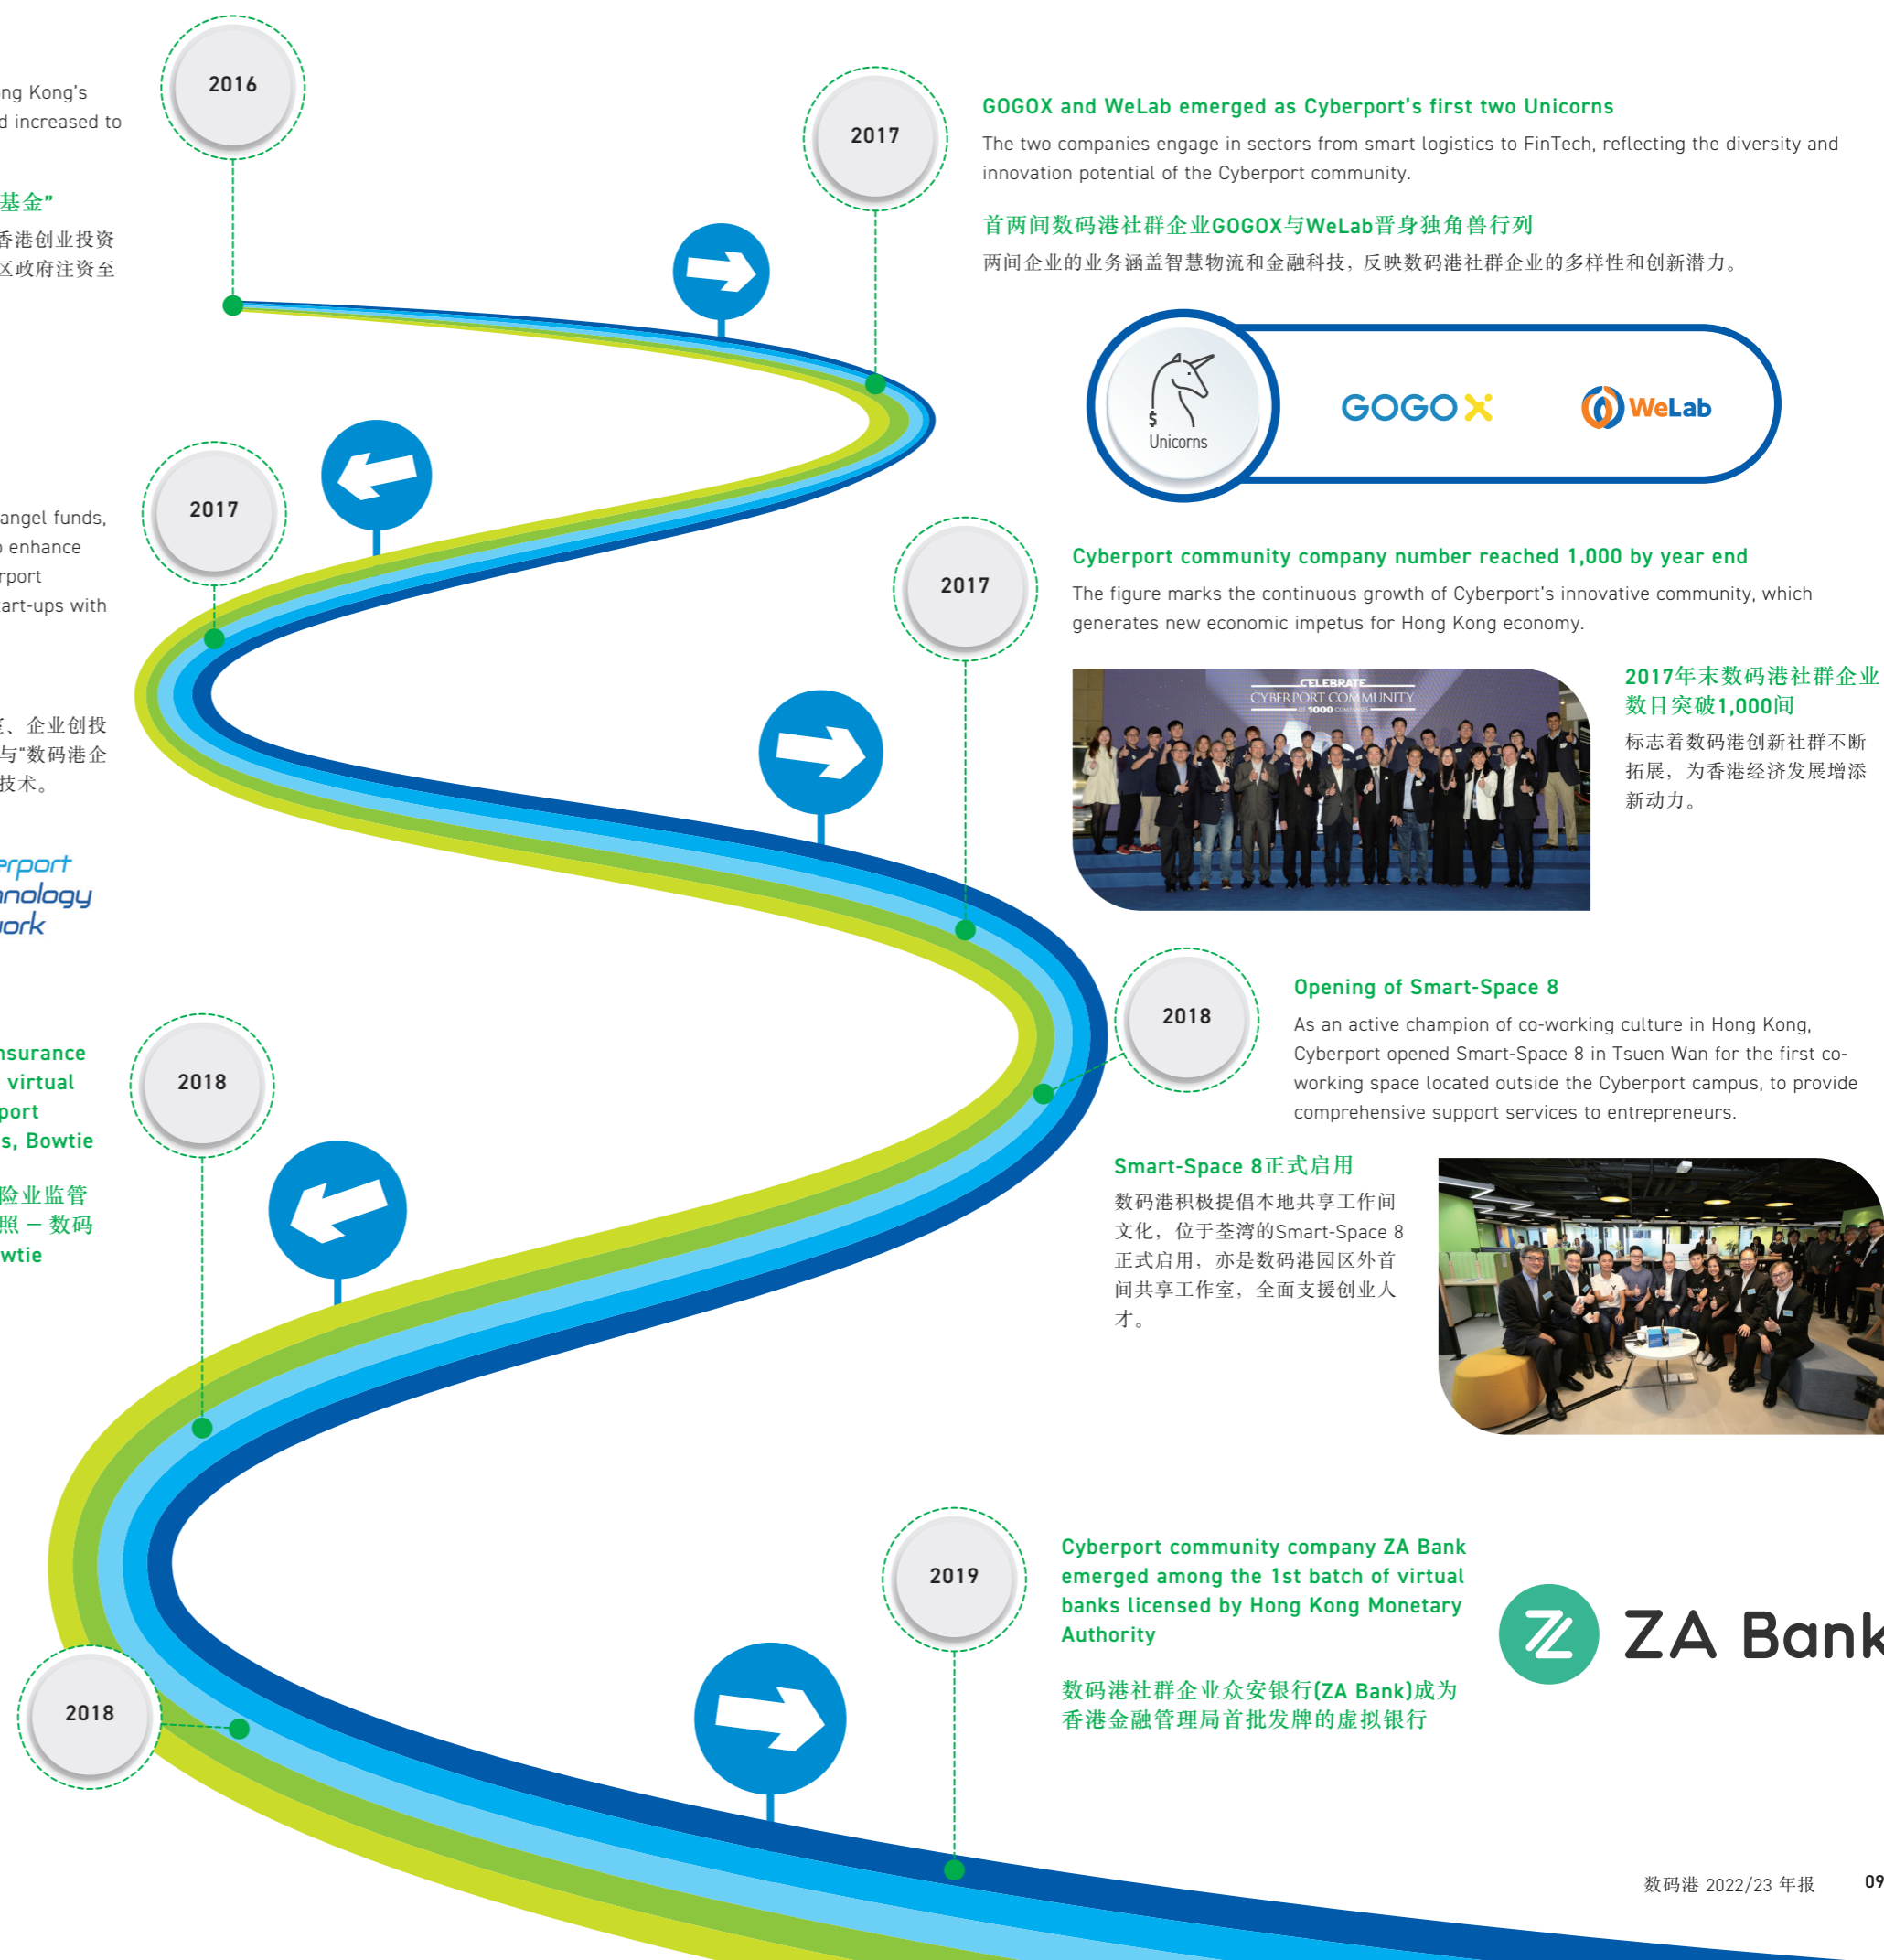 2016
ng Kong's
d increased to
基金”
香港创业投资
区政府注资至
2017
GOGOX and WeLab emerged as Cyberport's first two Unicorns
The two companies engage in sectors from smart logistics to FinTech, reflecting the diversity and
innovation potential of the Cyberport community.
首两间数码港社群企业GOGOX与WeLab晋身独角兽行列
两间企业的业务涵盖智慧物流和金融科技，反映数码港社群企业的多样性和创新潜力。
$
Unicorns
GOGOX
WeLab
2017
angel funds,
enhance
rport
tart-ups with
、企业创投
与“数码港企
技术。
erport
nology
work
2017
Cyberport community company number reached 1,000 by year end
The figure marks the continuous growth of Cyberport's innovative community, which
generates new economic impetus for Hong Kong economy.
CELEBRATE
CYBERPORT COMMUNITY
OF 1000 COMPANIES
2017年末数码港社群企业
数目突破1,000间
标志着数码港创新社群不断
拓展，为香港经济发展增添
新动力。
2018
Opening of Smart-Space 8
As an active champion of co-working culture in Hong Kong,
Cyberport opened Smart-Space 8 in Tsuen Wan for the first co-
working space located outside the Cyberport campus, to provide
comprehensive support services to entrepreneurs.
Smart-Space 8正式启用
数码港积极提倡本地共享工作间
文化，位于荃湾的Smart-Space 8
正式启用，亦是数码港园区外首
间共享工作室，全面支援创业人
才。
2018
nsurance
virtual
port
s, Bowtie
险业监管
照 – 数码
owtie
2018
2019
Cyberport community company ZA Bank
emerged among the 1st batch of virtual
banks licensed by Hong Kong Monetary
Authority
数码港社群企业众安银行(ZA Bank)成为
香港金融管理局首批发牌的虚拟银行
ZA Bank
数码港 2022/23 年报 09